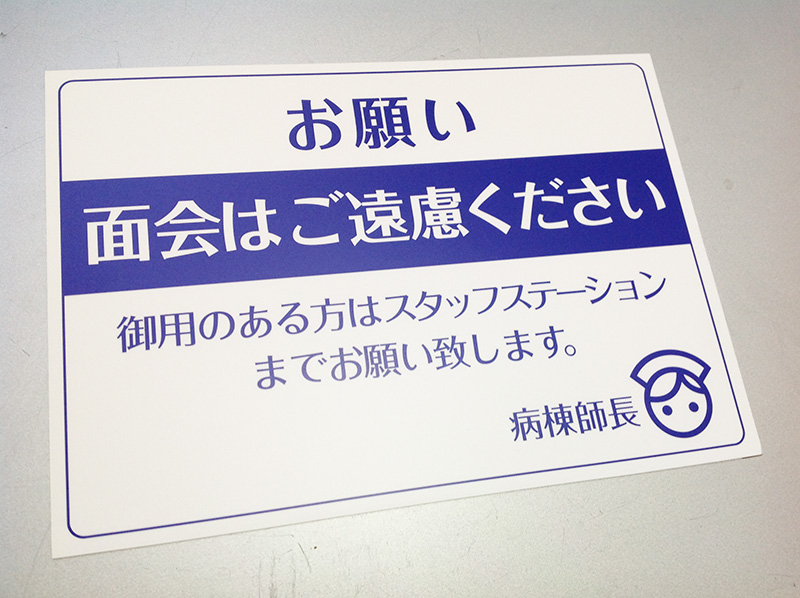 お願い
面会はご遠慮ください
御用のある方はスタッフステーション
までお願い致します。
病棟師長